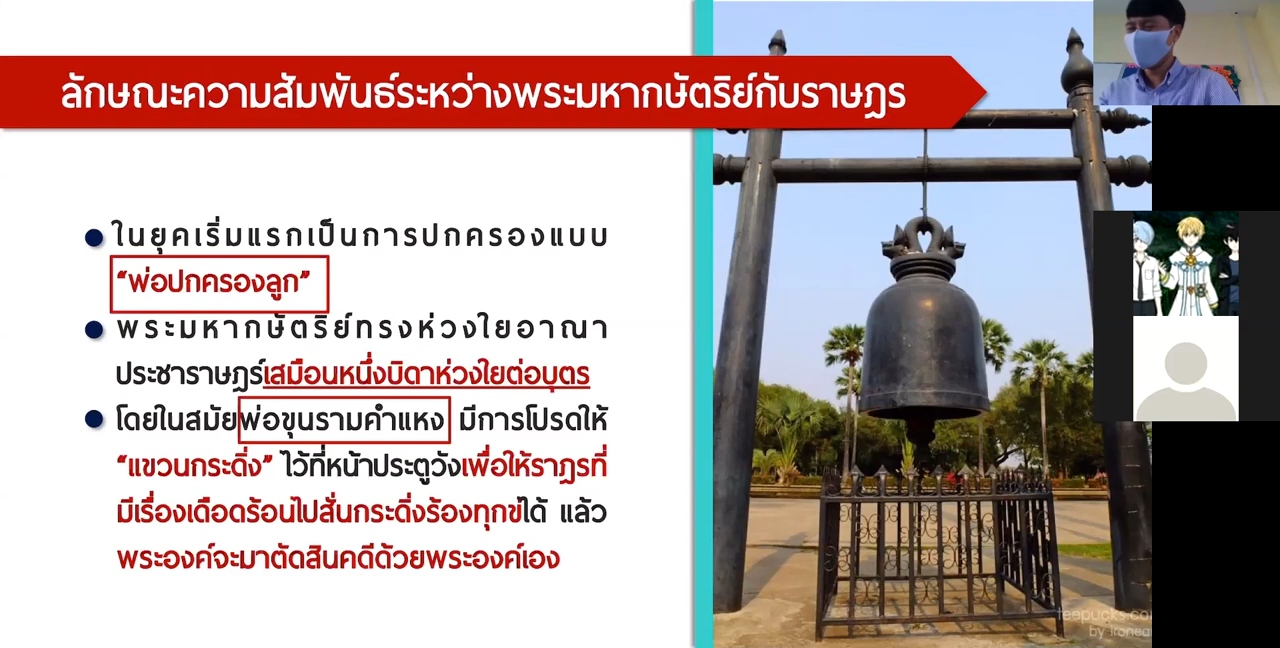 ลักษณะความสัมพันธ์ระหว่างพระมหากษัตริย์กับราษฎร
ในยุคเริ่มแรกเป็นการปกครองแบบ
“พ่อปกครองลูก”
พระมหากษัตริย์ทรงห่วงใยอาณา
ประชาราษฎร์เสมือนหนึ่งบิดาห่วงใยต่อบุตร
โดยในสมัยพ่อขุนรามคำแหง มีการโปรดให้
“แขวนกระดิ่ง” ไว้ที่หน้าประตูวังเพื่อให้ราฎรที่
มีเรื่องเดือดร้อนไปสั่นกระดิ่งร้องทุกข์ได้ แล้ว
พระองค์จะมาตัดสินคดีด้วยพระองค์เอง
teepucks.co
by Ironea